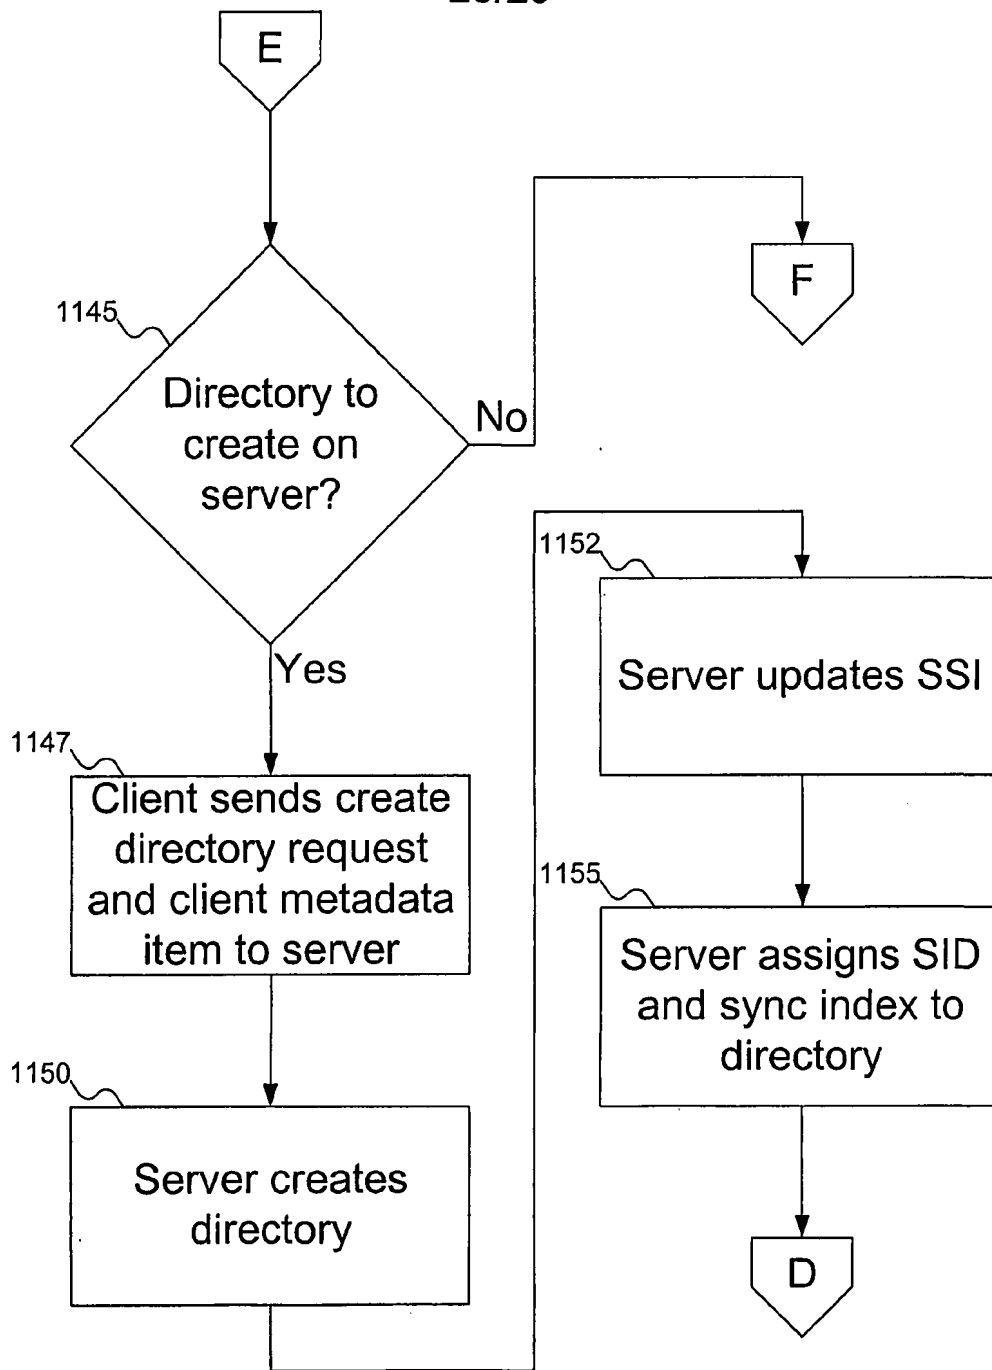 E
1145
Directory to
create on
server?
No
F
Yes
1147
Client sends create
directory request
and client metadata
item to server
1150
Server creates
directory
1152
Server updates SSI
1155
Server assigns SID
and sync index to
directory
D